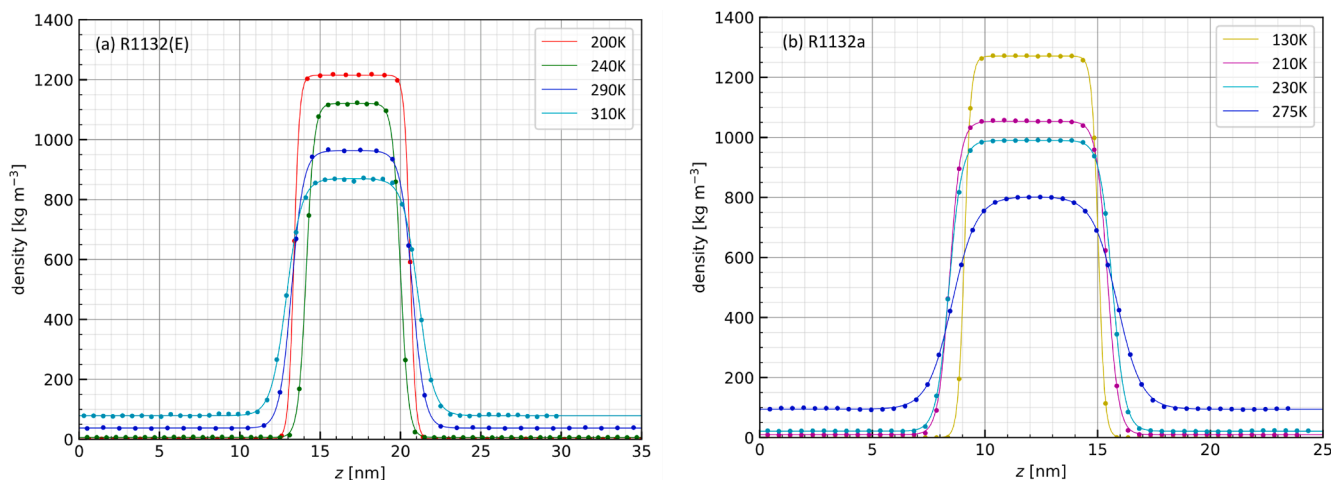 (a) R1132(E)
200K
240K
290K
310K
density [kg m⁻³]
1400
1200
1000
800
600
400
200
0
0 5 10 15 20 25 30 35
z [nm]
(b) R1132a
130K
210K
230K
275K
density [kg m⁻³]
1400
1200
1000
800
600
400
200
0
0 5 10 15 20 25
z [nm]